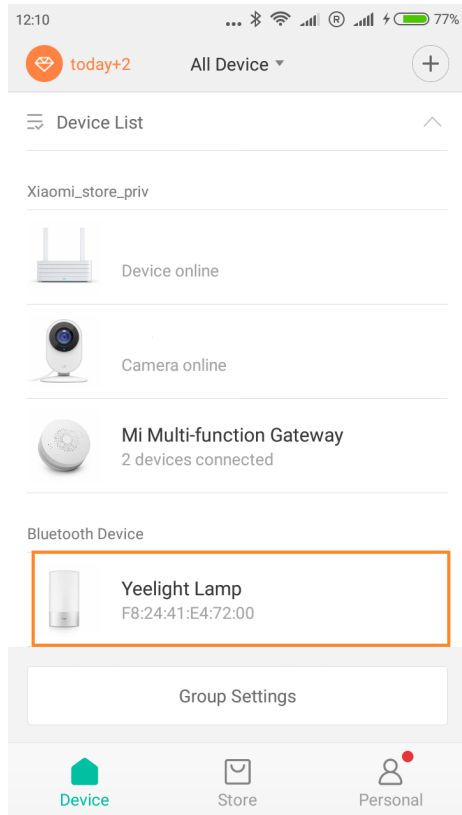 12:10
... ® 77%
today+2
All Device
Device List
Xiaomi_store_priv
Device online
Camera online
Mi Multi-function Gateway
2 devices connected
Bluetooth Device
Yeelight Lamp
F8:24:41:E4:72:00
Group Settings
Device
Store
Personal